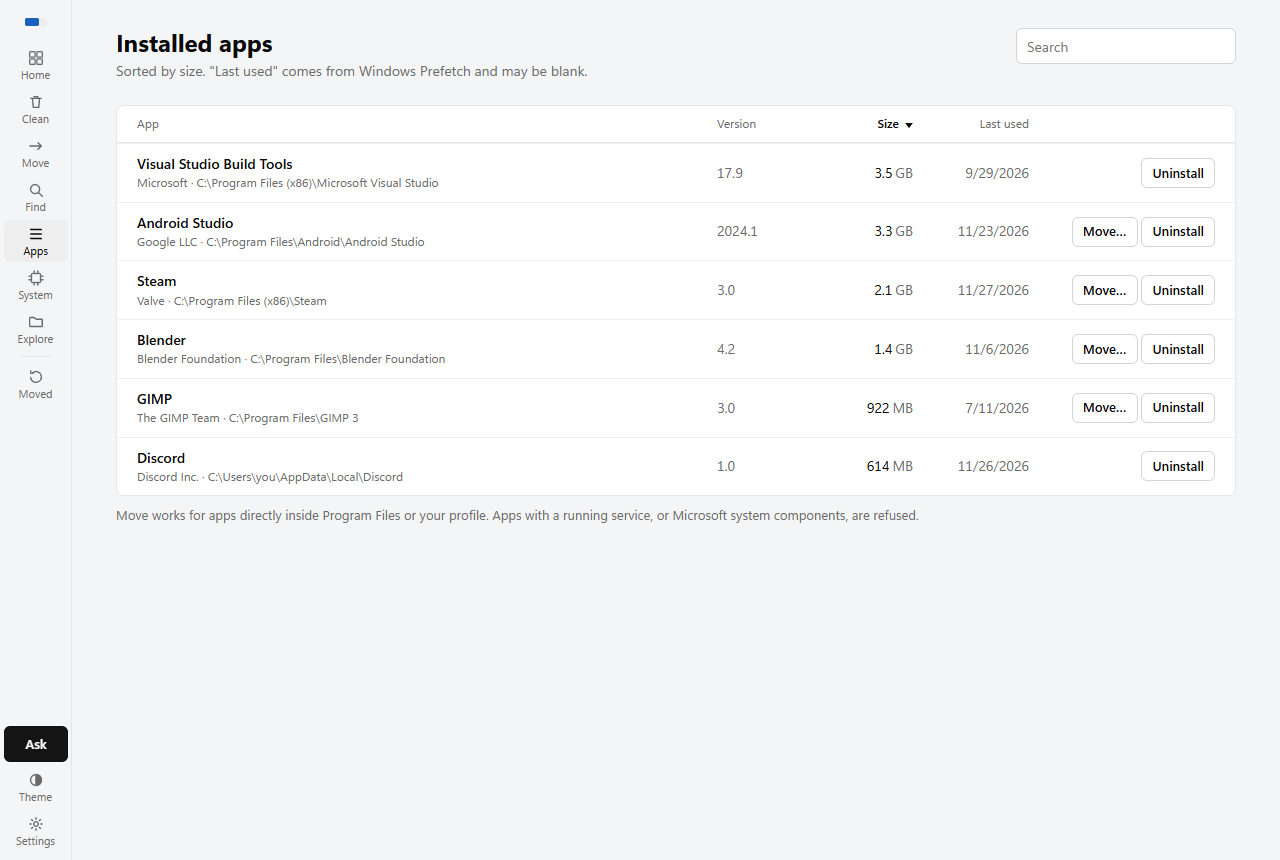 Installed apps
Sorted by size. "Last used" comes from Windows Prefetch and may be blank.
Search
Home
Clean
Move
Find
Apps
System
Explore
Moved
App Version Size Last used
Visual Studio Build Tools
Microsoft · C:\Program Files (x86)\Microsoft Visual Studio
17.9 3.5 GB 9/29/2026 Uninstall
Android Studio
Google LLC · C:\Program Files\Android\Android Studio
2024.1 3.3 GB 11/23/2026 Move... Uninstall
Steam
Valve · C:\Program Files (x86)\Steam
3.0 2.1 GB 11/27/2026 Move... Uninstall
Blender
Blender Foundation · C:\Program Files\Blender Foundation
4.2 1.4 GB 11/6/2026 Move... Uninstall
GIMP
The GIMP Team · C:\Program Files\GIMP 3
3.0 922 MB 7/11/2026 Move... Uninstall
Discord
Discord Inc. · C:\Users\you\AppData\Local\Discord
1.0 614 MB 11/26/2026 Uninstall
Move works for apps directly inside Program Files or your profile. Apps with a running service, or Microsoft system components, are refused.
Ask
Theme
Settings